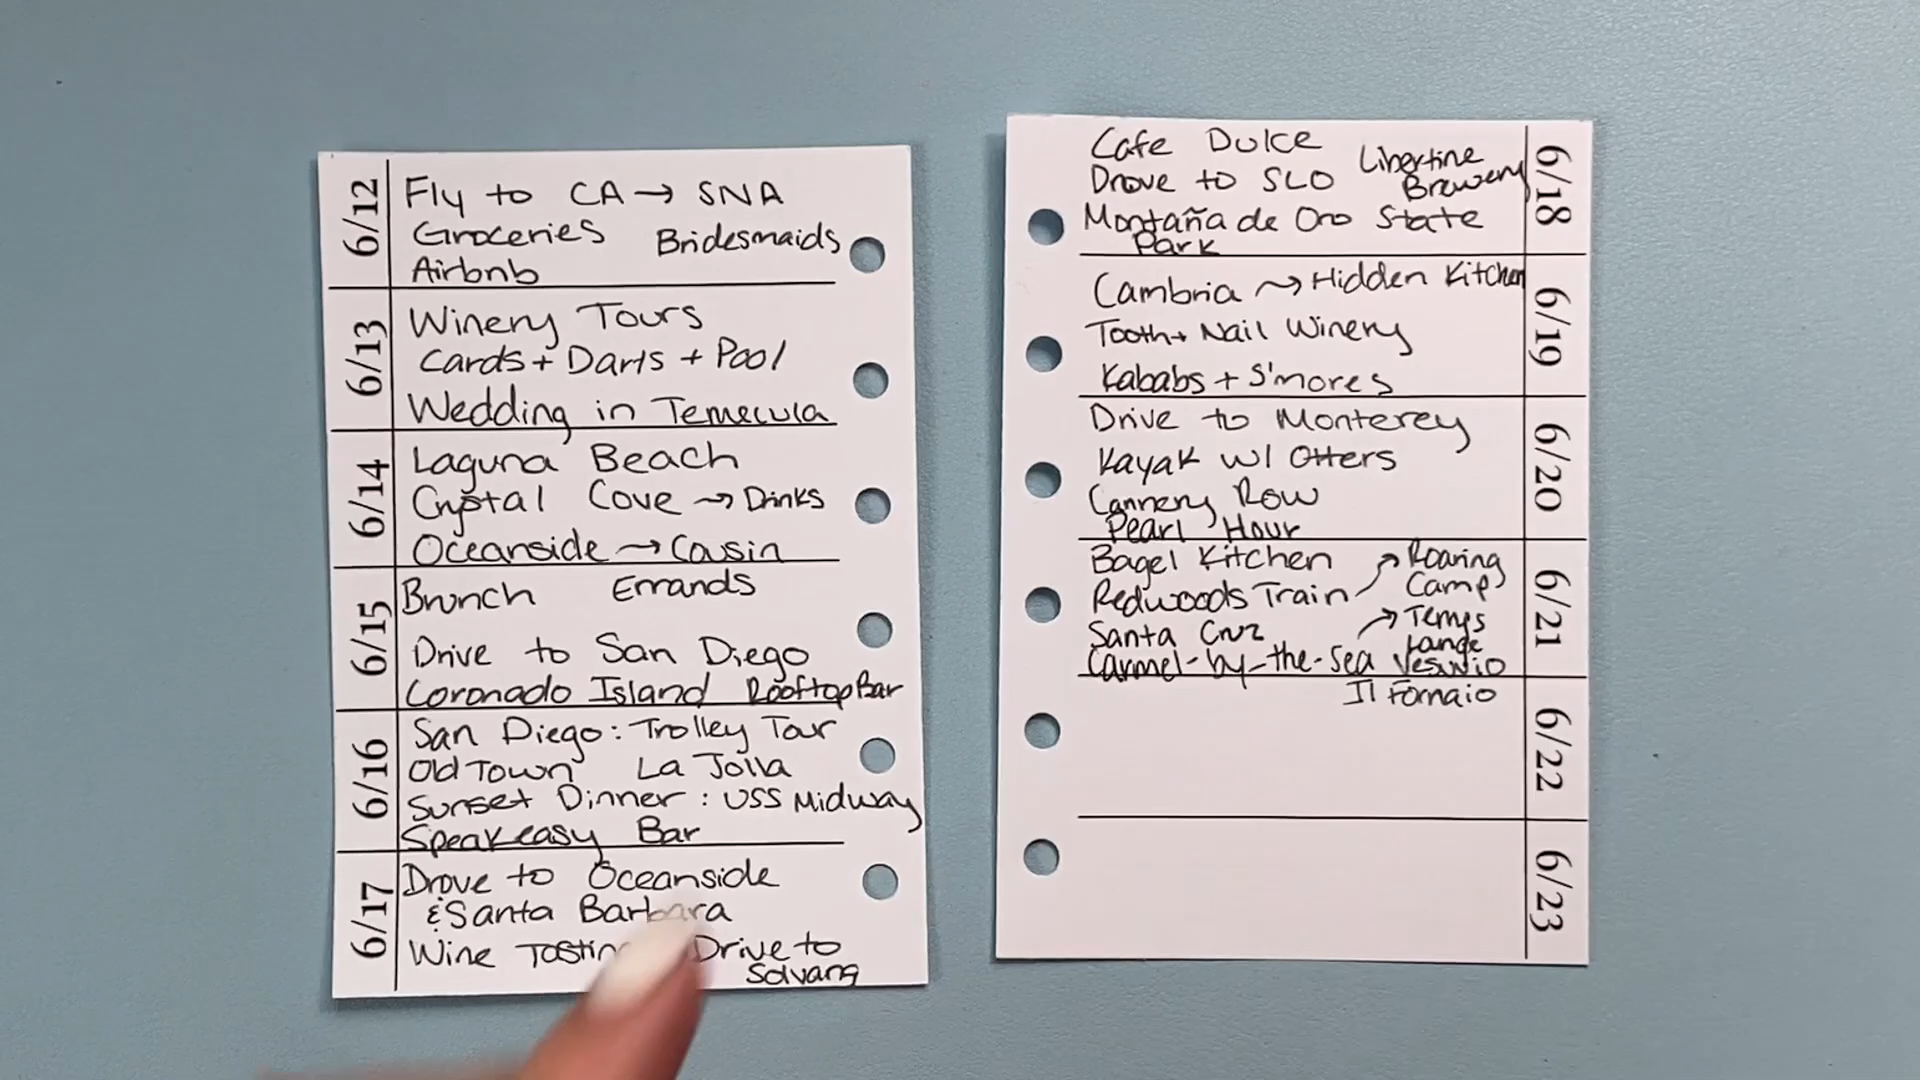 6/12
Fly to CA → SNA
Groceries Bridesmaids
Airbnb
6/13
Winery Tours
Cards + Darts + Pool
Wedding in Temecula
6/14
Laguna Beach
Crystal Cove → Drinks
Oceanside → Cousin
6/15
Brunch Errands
Drive to San Diego
Coronado Island Rooftop Bar
6/16
San Diego: Trolley Tour
Old Town La Jolla
Sunset Dinner: USS Midway
Speakeasy Bar
6/17
Drove to Oceanside
& Santa Barbara
Wine Drive to
Solvang
6/18
Cafe Dulce
Drove to SLO Libertine
Brewery
Montaña de Oro State
Park
6/19
Cambria → Hidden Kitchen
Tooth + Nail Winery
Kababs + S'mores
6/20
Drive to Monterey
Kayak w/ Otters
Cannery Row
Pearl Hour
6/21
Bagel Kitchen → Roaring
Redwoods Train Camp
Santa Cruz → Temps
Carmel-by-the-Sea Vesuvio
Il Fornaio
6/22
6/23